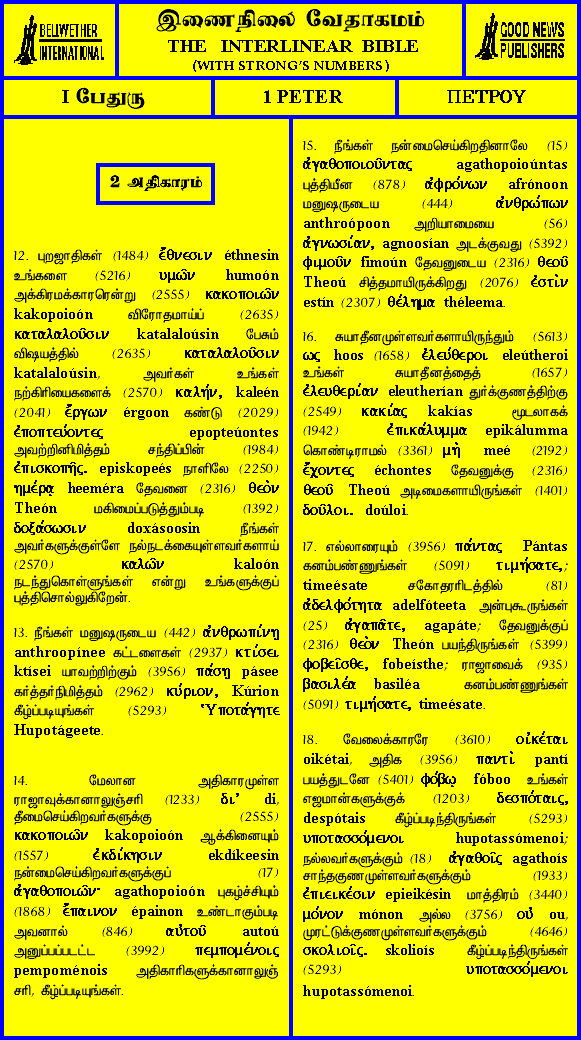 BELLWETHER
INTERNATIONAL
இணைநிலை வேதாகமம்
THE INTERLINEAR BIBLE
(WITH STRONG'S NUMBERS)
GOOD NEWS
PUBLISHERS
I பேதுரு
1 PETER
ΠΕΤΡΟΥ
2 அதிகாரம்
12. புறஜாதிகள் (1484) ἔθνεσιν éthnesin
உங்களை (5216) υμῶν humoón
அக்கிரமக்காரரென்று (2555) κακοποιῶν
kakopoioón விரோதமாய்ப் (2635)
καταλαλοῦσιν katalaloúsin பேசும்
விஷயத்தில் (2635) καταλαλοῦσιν
katalaloúsin, அவர்கள் உங்கள்
நற்கிரியைகளைக் (2570) καλήν, kaleén
(2041) ἔργων érgoon கண்டு (2029)
ἐποπτεύοντες epopteúontes
அவற்றினிமித்தம் சந்திப்பின் (1984)
ἐπισκοπῆς. episkopeés நாளிலே (2250)
ημέρᾳ heeméra தேவனை (2316) θεὸν
Theón மகிமைப்படுத்தும்படி (1392)
δοξάσωσιν doxásoosin நீங்கள்
அவர்களுக்குள்ளே நல்நடக்கையுள்ளவர்களாய்
(2570) καλῶν kaloón
நடந்துகொள்ளுங்கள் என்று உங்களுக்குப்
புத்திசொல்லுகிறேன்.
13. நீங்கள் மனுஷருடைய (442) ἀνθρωπίνῃ
anthroopínee கட்டளைகள் (2937) κτίσει
ktísei யாவற்றிற்கும் (3956) πάσῃ pásee
கர்த்தர்நிமித்தம் (2962) κύριον, Kúrion
கீழ்ப்படியுங்கள் (5293) Ὑποτάγητε
Hupotágeete.
14. மேலான அதிகாரமுள்ள
ராஜாவுக்கானாலுஞ்சரி (1233) δι' di,
தீமைசெய்கிறவர்களுக்கு (2555)
κακοποιῶν kakopoioón ஆக்கினையும்
(1557) ἐκδίκησιν ekdíkeesin
நன்மைசெய்கிறவர்களுக்குப் (17)
ἀγαθοποιῶν· agathopoioón புகழ்ச்சியும்
(1868) ἔπαινον épainon உண்டாகும்படி
அவனால் (846) αὐτοῦ autoú
அனுப்பப்பட்ட (3992) πεμπομένοις
pempoménois அதிகாரிகளுக்கானாலுஞ்
சரி, கீழ்ப்படியுங்கள்.
15. நீங்கள் நன்மைசெய்கிறதினாலே (15)
ἀγαθοποιοῦντας agathopoioúntas
புத்தியீன (878) ἀφρόνων afrónoon
மனுஷருடைய (444) ἀνθρώπων
anthroópoon அறியாமையை (56)
ἀγνωσίαν, agnoosían அடக்குவது (5392)
φιμοῦν fimoún தேவனுடைய (2316) θεοῦ
Theoú சித்தமாயிருக்கிறது (2076) ἐστὶν
estín (2307) θέλημα théleema.
16. சுயாதீனமுள்ளவர்களாயிருந்தும் (5613)
ως hoos (1658) ἐλεύθεροι eleútheroi
உங்கள் சுயாதீனத்தைத் (1657)
ἐλευθερίαν eleutherían துர்க்குணத்திற்கு
(2549) κακίας kakías மூடலாகக்
(1942) ἐπικάλυμμα epikálumma
கொண்டிராமல் (3361) μὴ meé (2192)
ἔχοντες échontes தேவனுக்கு (2316)
θεοῦ Theoú அடிமைகளாயிருங்கள் (1401)
δοῦλοι. doúloi.
17. எல்லாரையும் (3956) πάντας Pántas
கனம்பண்ணுங்கள் (5091) τιμήσατε,;
timeésate சகோதரரிடத்தில் (81)
ἀδελφότητα adelfóteeta அன்புகூருங்கள்
(25) ἀγαπᾶτε, agapáte; தேவனுக்குப்
(2316) θεὸν Theón பயந்திருங்கள் (5399)
φοβεῖσθε, fobeísthe; ராஜாவைக் (935)
βασιλέα basiléa கனம்பண்ணுங்கள்
(5091) τιμήσατε, timeésate.
18. வேலைக்காரரே (3610) οἰκέται
oikétai, அதிக (3956) παντὶ pantí
பயத்துடனே (5401) φόβῳ fóboo உங்கள்
எஜமான்களுக்குக் (1203) δεσπόταις,
despótais கீழ்ப்படிந்திருங்கள் (5293)
υποτασσόμενοι hupotassómenoi;
நல்லவர்களுக்கும் (18) ἀγαθοῖς agathoís
சாந்தகுணமுள்ளவர்களுக்கும் (1933)
ἐπιεικέσιν epieikésin மாத்திரம் (3440)
μόνον mónon அல்ல (3756) οὐ ou,
முரட்டுக்குணமுள்ளவர்களுக்கும் (4646)
σκολιοῖς. skolioís கீழ்ப்படிந்திருங்கள்
(5293) υποτασσόμενοι
hupotassómenoi.